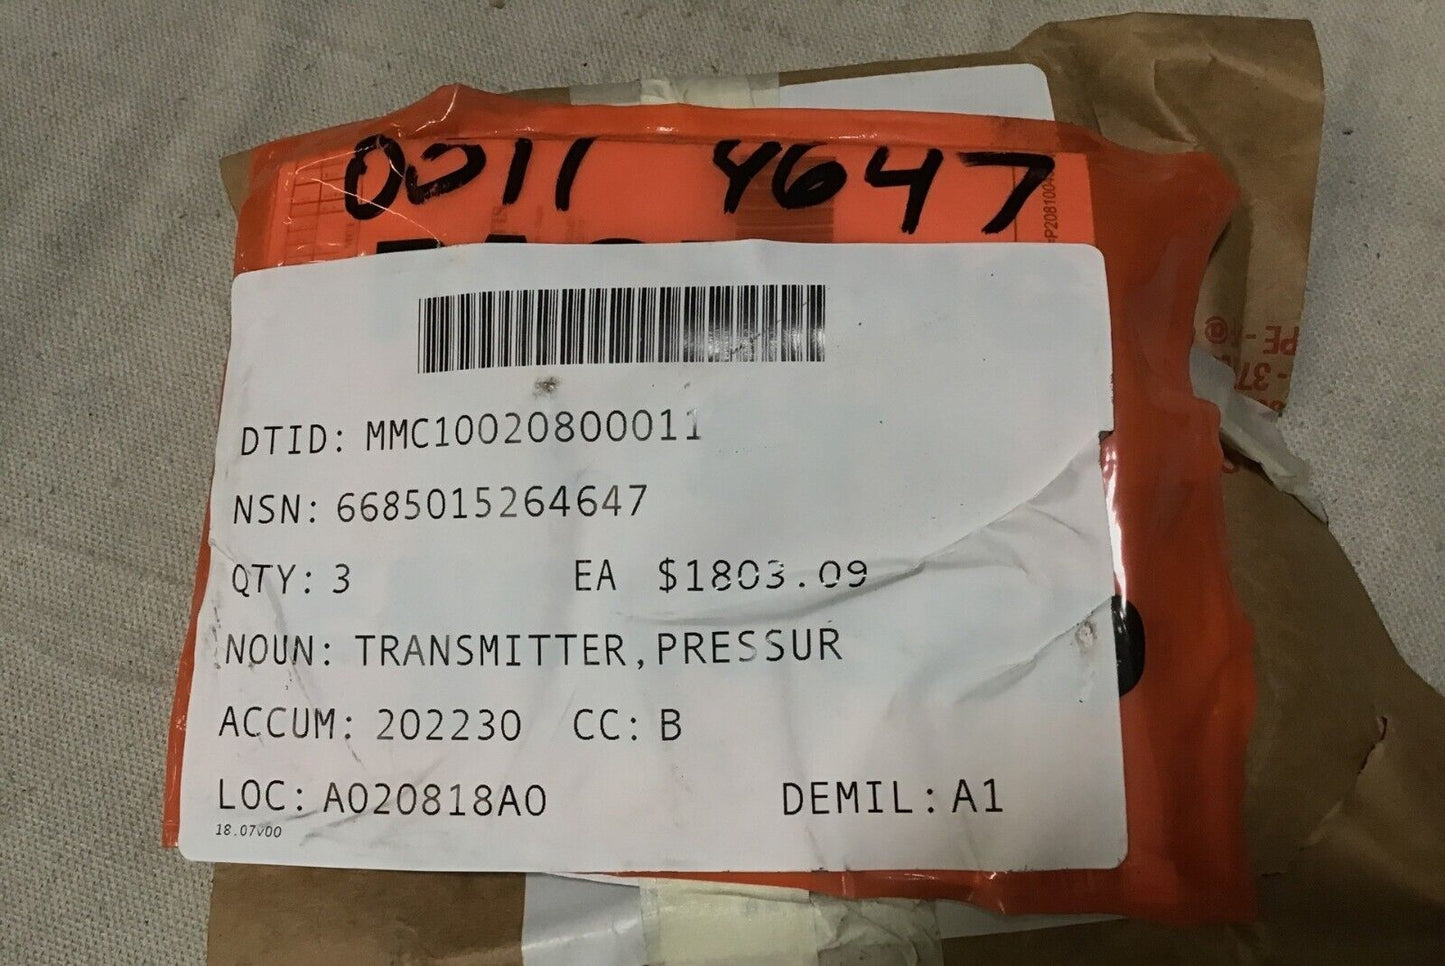 0011 4647
DTID: MMC10020800011
NSN: 6685015264647
QTY: 3 EA $1803.09
NOUN: TRANSMITTER,PRESSUR
ACCUM: 202230 CC: B
LOC: A020818A0 DEMIL: A1
18.07v00